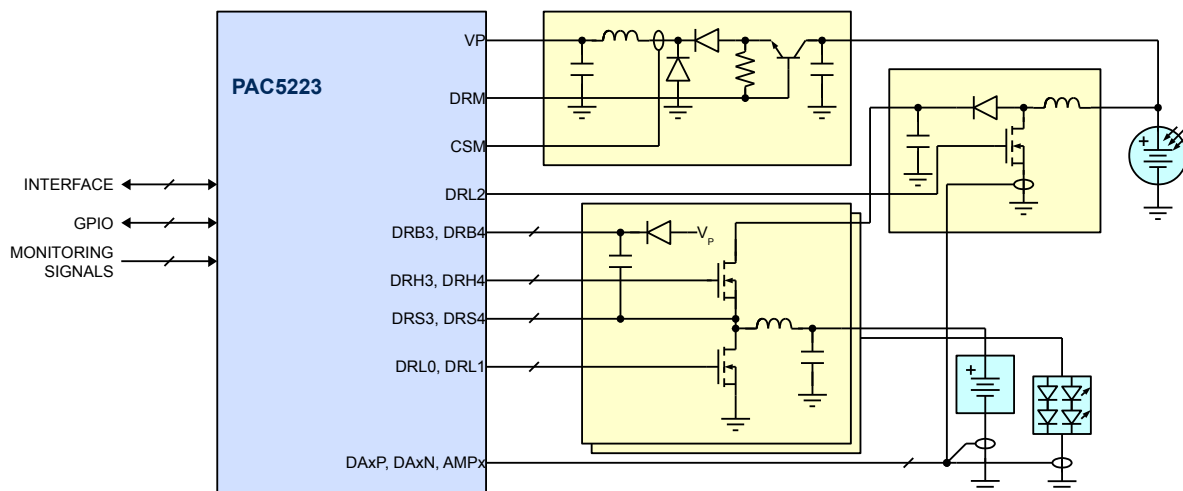 VP
PAC5223
DRM
CSM
INTERFACE
DRL2
GPIO
DRB3, DRB4
V_P
MONITORING
SIGNALS
DRH3, DRH4
DRS3, DRS4
DRL0, DRL1
DAxP, DAxN, AMPx
+
+